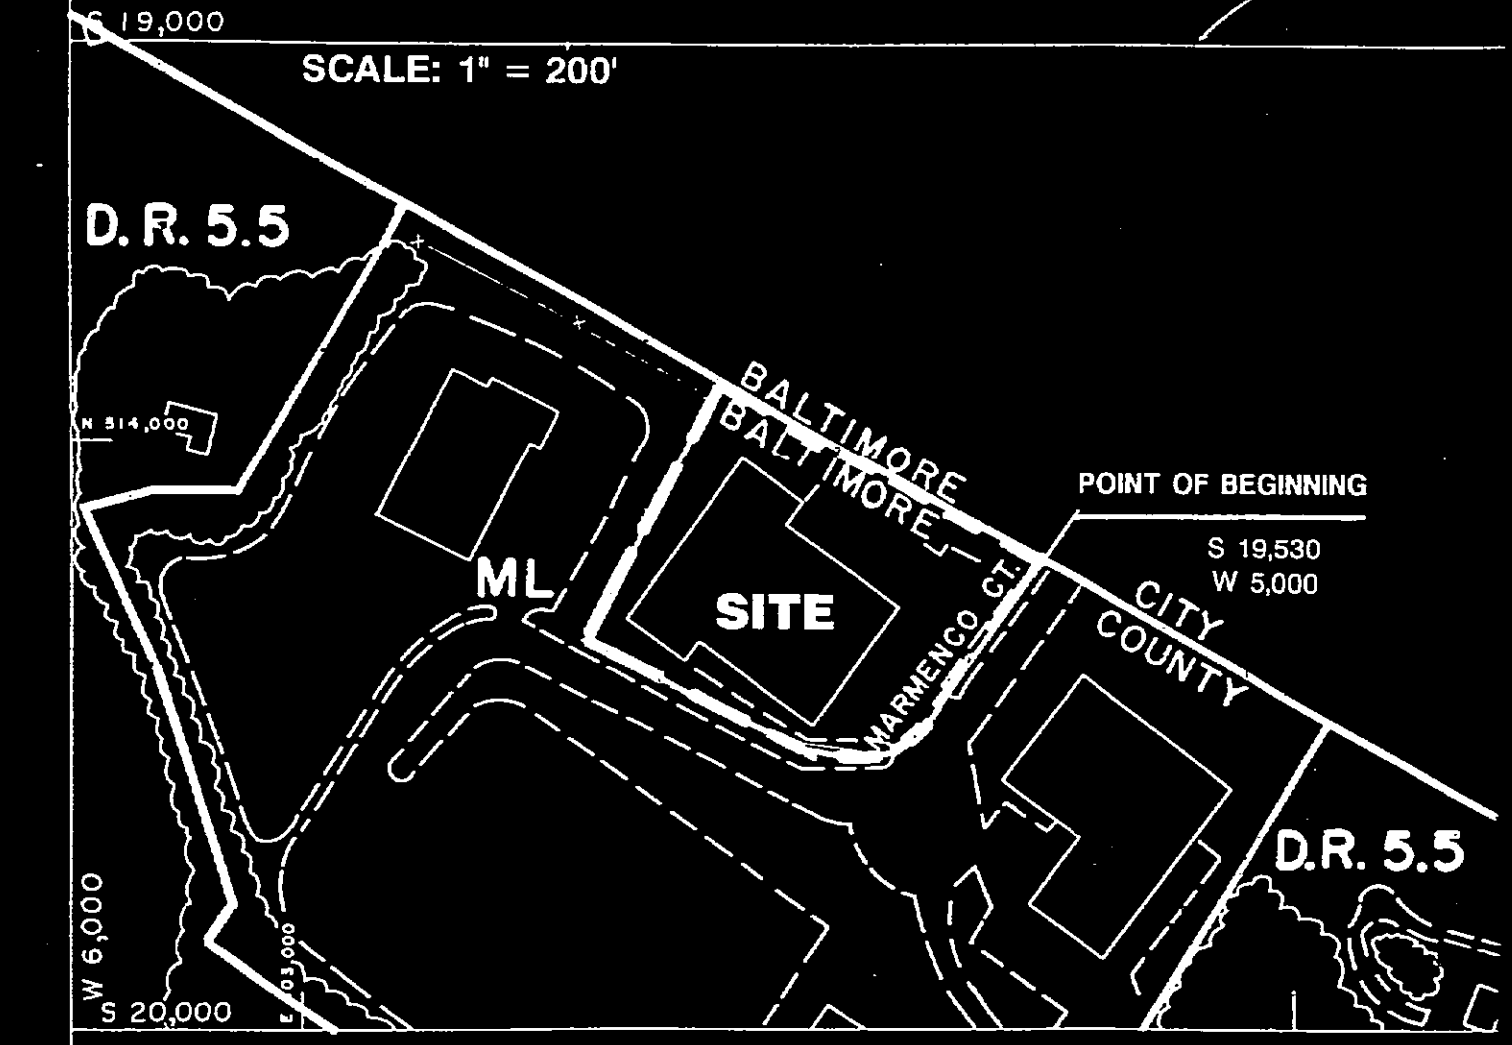 S 19,000
SCALE: 1" = 200'
D.R. 5.5
N 514,000
BALTIMORE
BALTIMORE
POINT OF BEGINNING
S 19,530
W 5,000
CITY
COUNTY
ML
SITE
MARMENCO CT.
D.R. 5.5
W 6,000
S 20,000